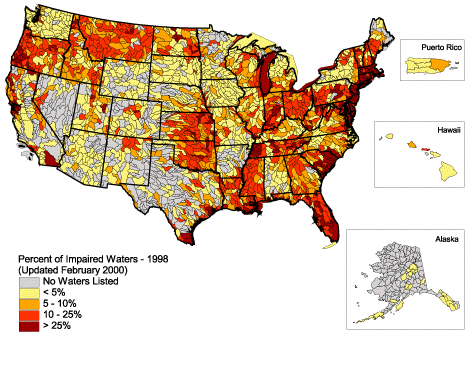 Puerto Rico
Hawaii
Alaska
Percent of Impaired Waters - 1998
(Updated February 2000)
No Waters Listed
< 5%
5 - 10%
10 - 25%
> 25%